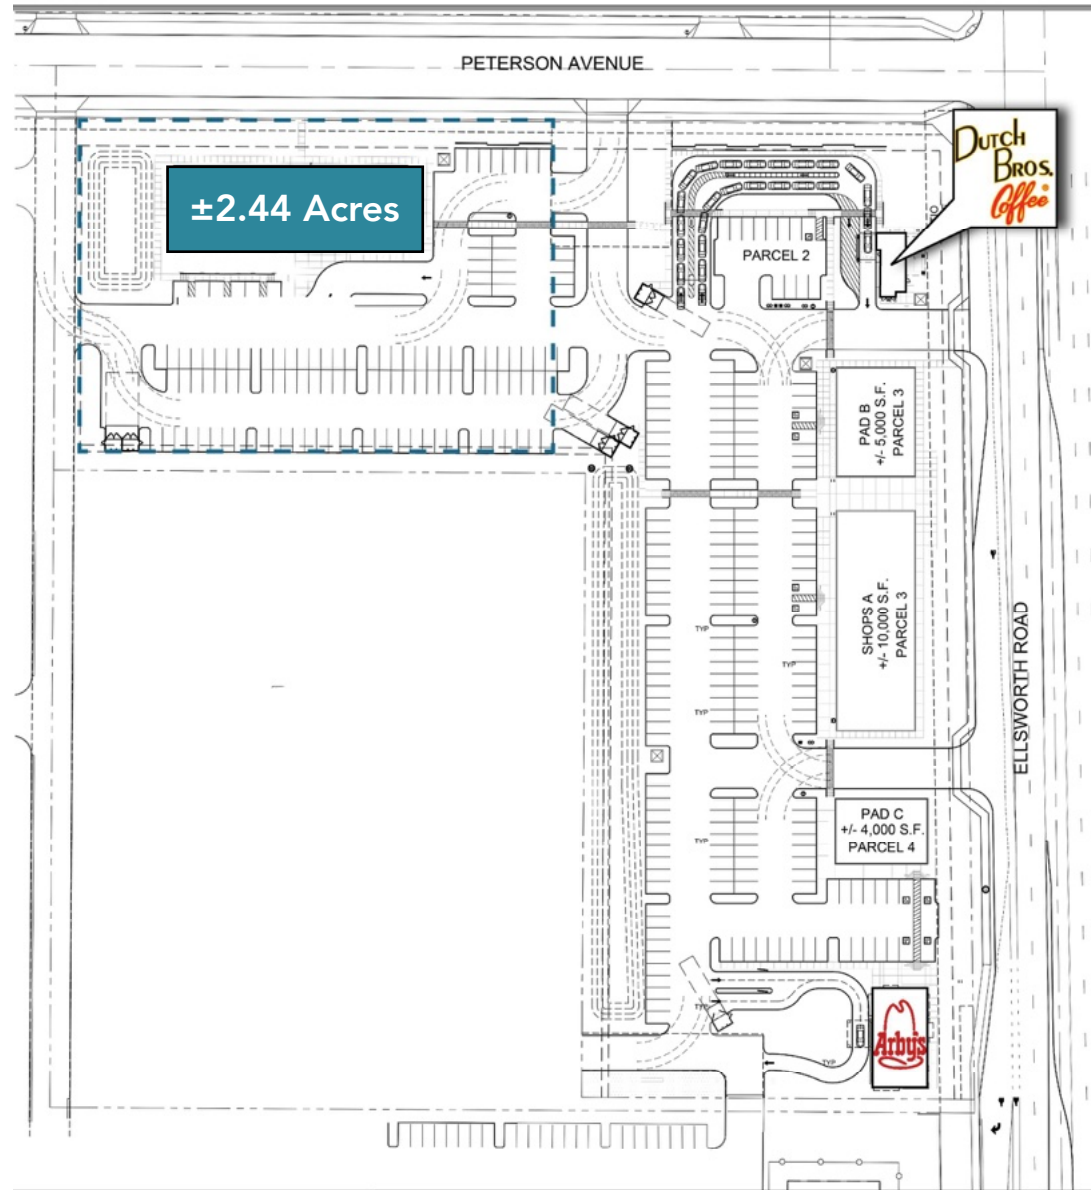 PETERSON AVENUE
DUTCH
BROS.
Coffee
±2.44 Acres
PARCEL 2
PAD B
+/- 5,000 S.F.
PARCEL 3
SHOPS A
+/- 10,000 S.F.
PARCEL 3
ELLSWORTH ROAD
TYP
TYP
TYP
PAD C
+/- 4,000 S.F.
PARCEL 4
TYP
TYP
Arby's
TYP